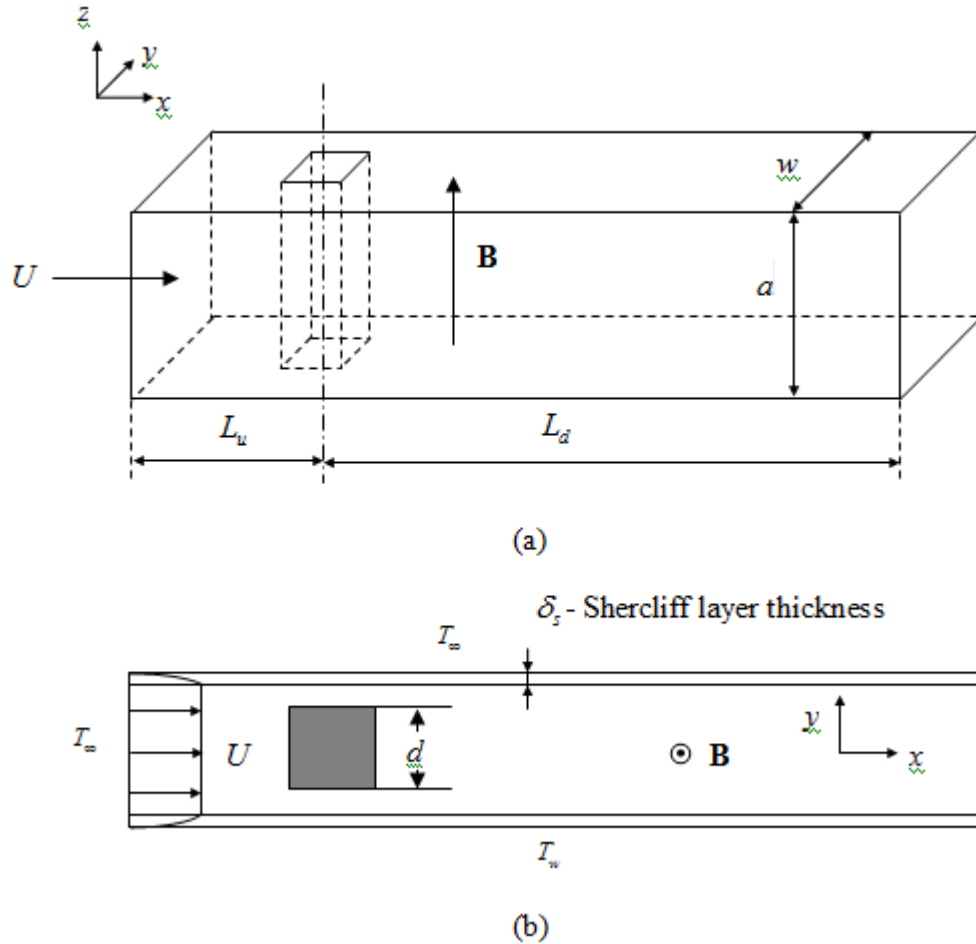 z
y
x
w
U
B
a
L_u
L_d
(a)
δ_s - Shercliff layer thickness
T_∞
T_∞
U
d
y
x
B
T_w
(b)